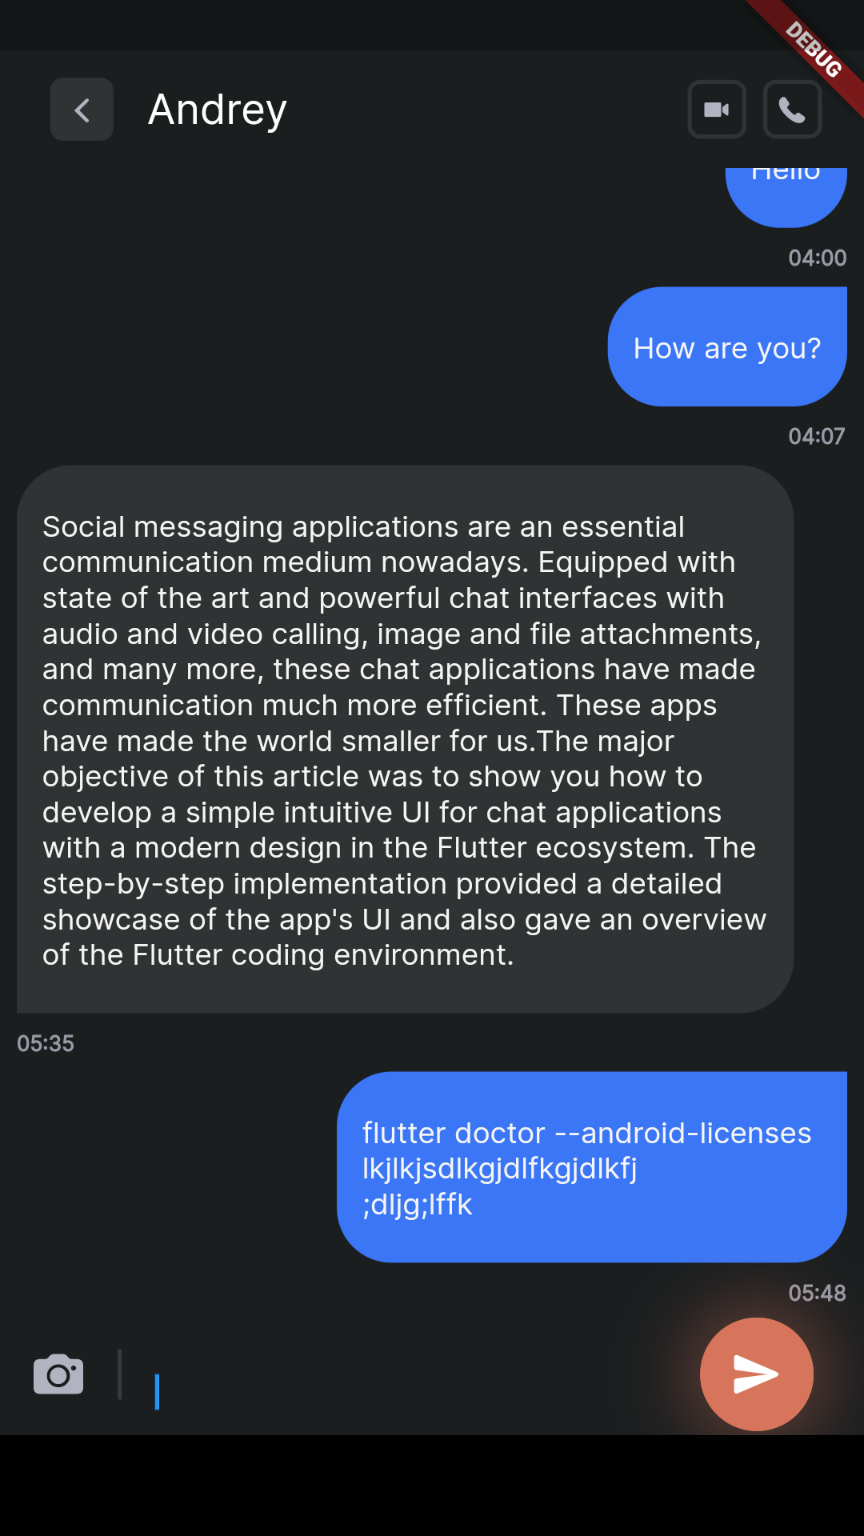 DEBUG
Andrey
Hello
04:00
How are you?
04:07
Social messaging applications are an essential
communication medium nowadays. Equipped with
state of the art and powerful chat interfaces with
audio and video calling, image and file attachments,
and many more, these chat applications have made
communication much more efficient. These apps
have made the world smaller for us.The major
objective of this article was to show you how to
develop a simple intuitive UI for chat applications
with a modern design in the Flutter ecosystem. The
step-by-step implementation provided a detailed
showcase of the app's UI and also gave an overview
of the Flutter coding environment.
05:35
flutter doctor --android-licenses
lkjlkjsdlkgjdlfkgjdlkfj
;dljg;lffk
05:48